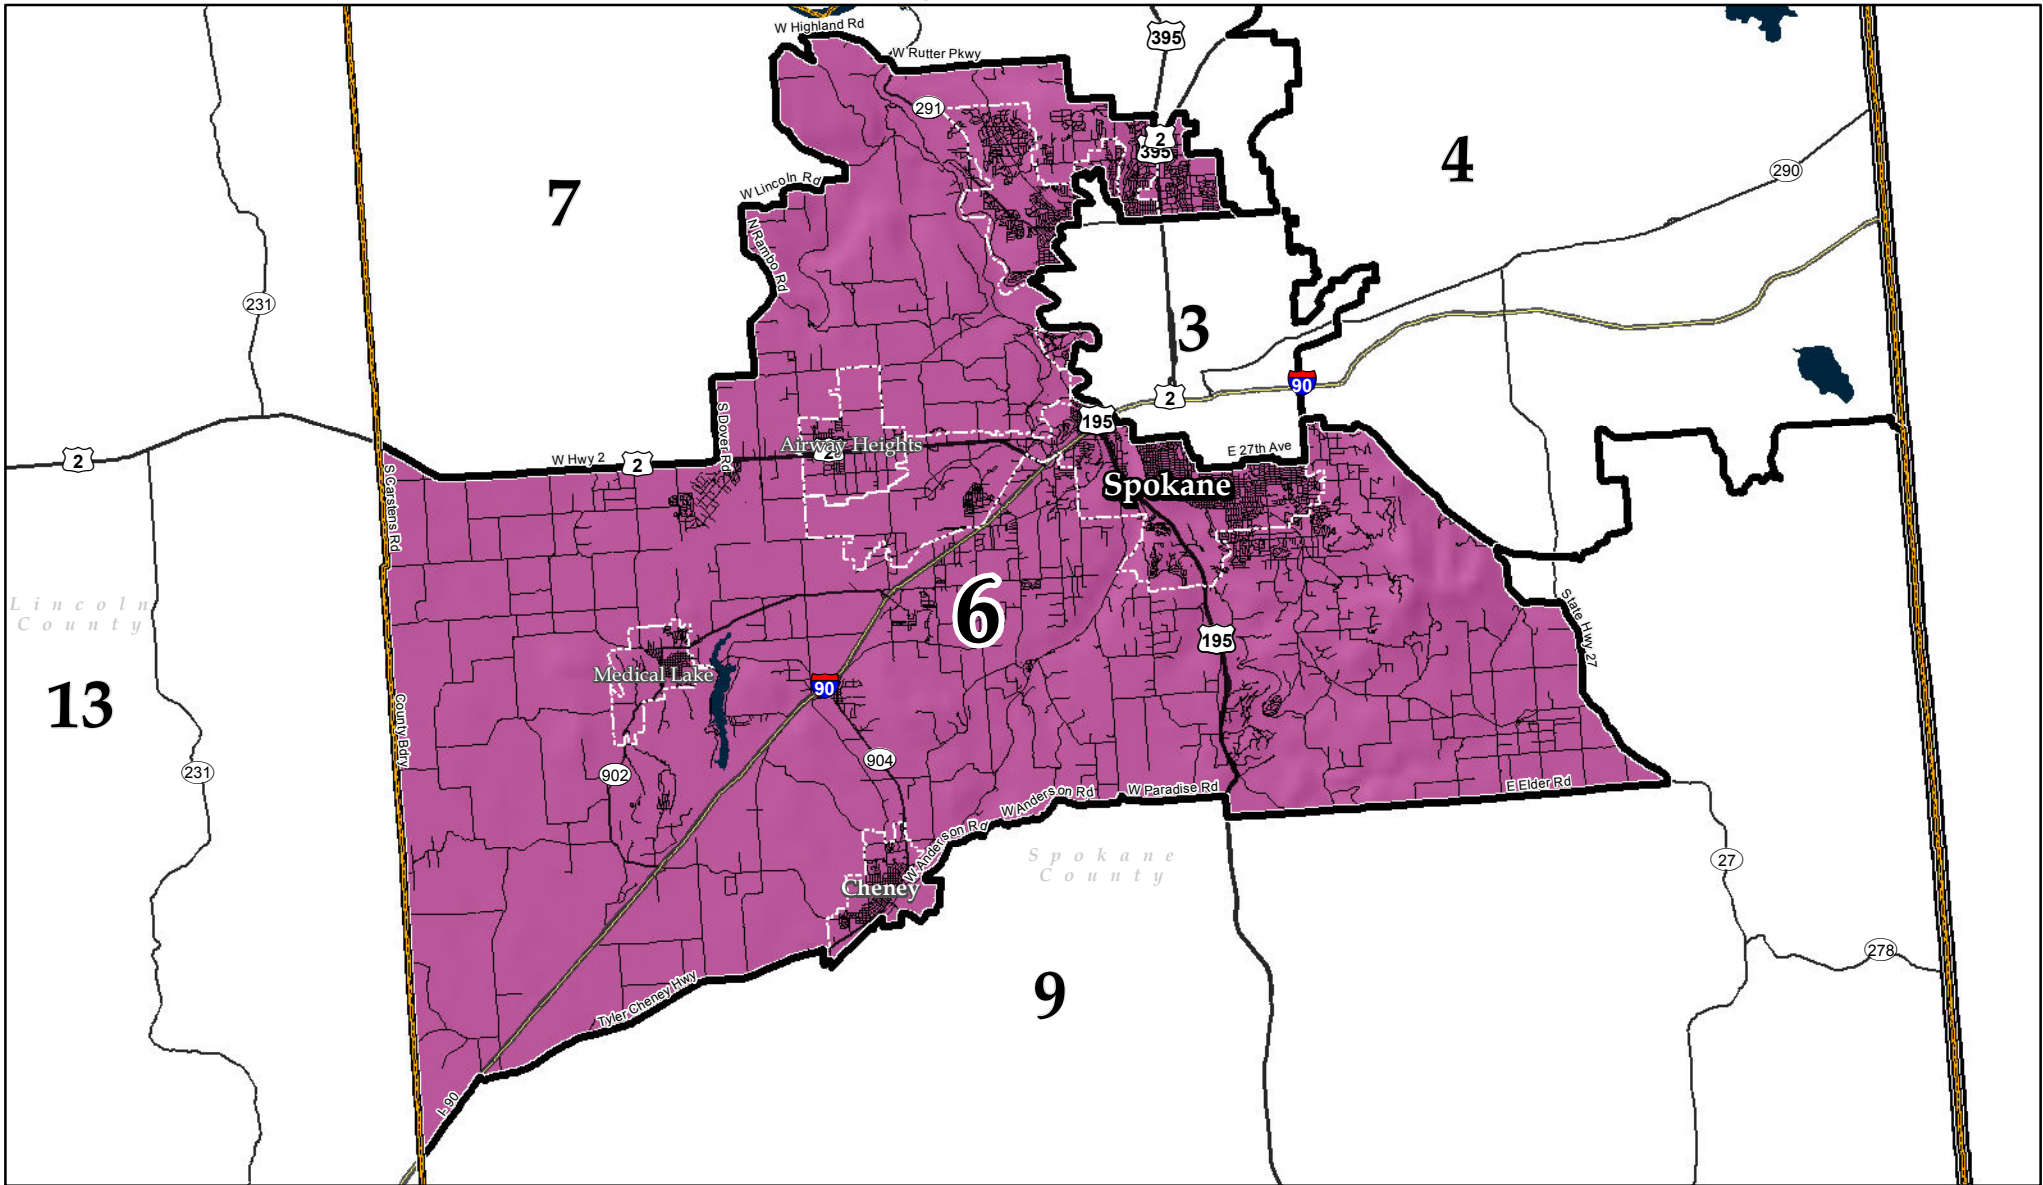 W Highland Rd
W Rutter Pkwy
395
291
2
395
4
290
7
W Lincoln Rd
N Rambo Rd
231
3
90
2
195
S Dover Rd
Airway Heights
2
E 27th Ave
W Hwy 2
2
2
Spokane
S Carstens Rd
6
Lincoln
County
State Hwy 27
195
Medical Lake
90
13
County Bdry
904
902
231
W Paradise Rd
E Elder Rd
W Anderson Rd
W Anderson Rd
Spokane
County
27
Cheney
278
9
Tyler Cheney Hwy
I-90